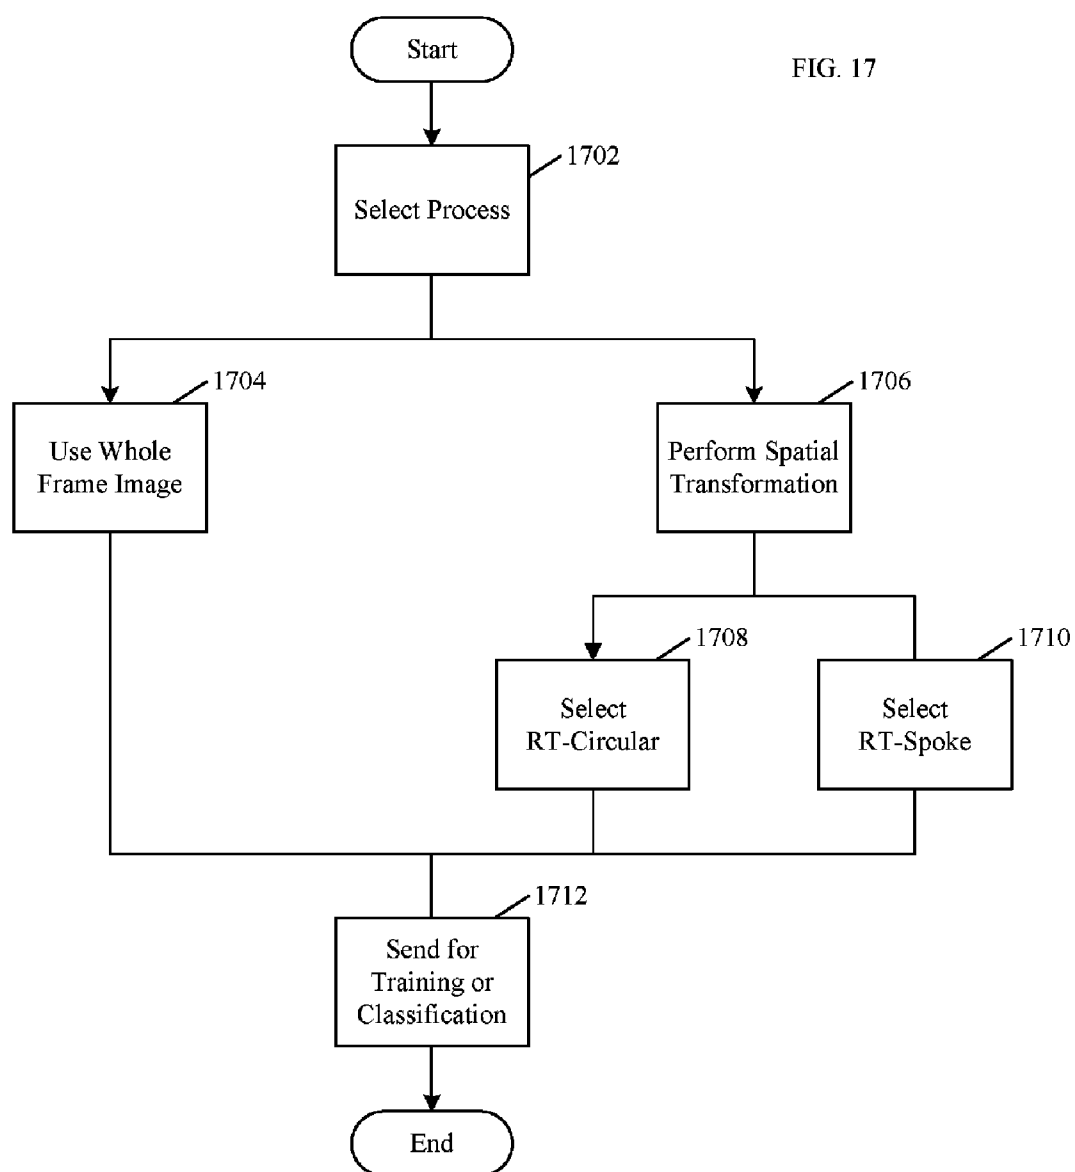 Start
FIG. 17
1702
Select Process
1704
1706
Use Whole
Frame Image
Perform Spatial
Transformation
1708
1710
Select
RT-Circular
Select
RT-Spoke
1712
Send for
Training or
Classification
End